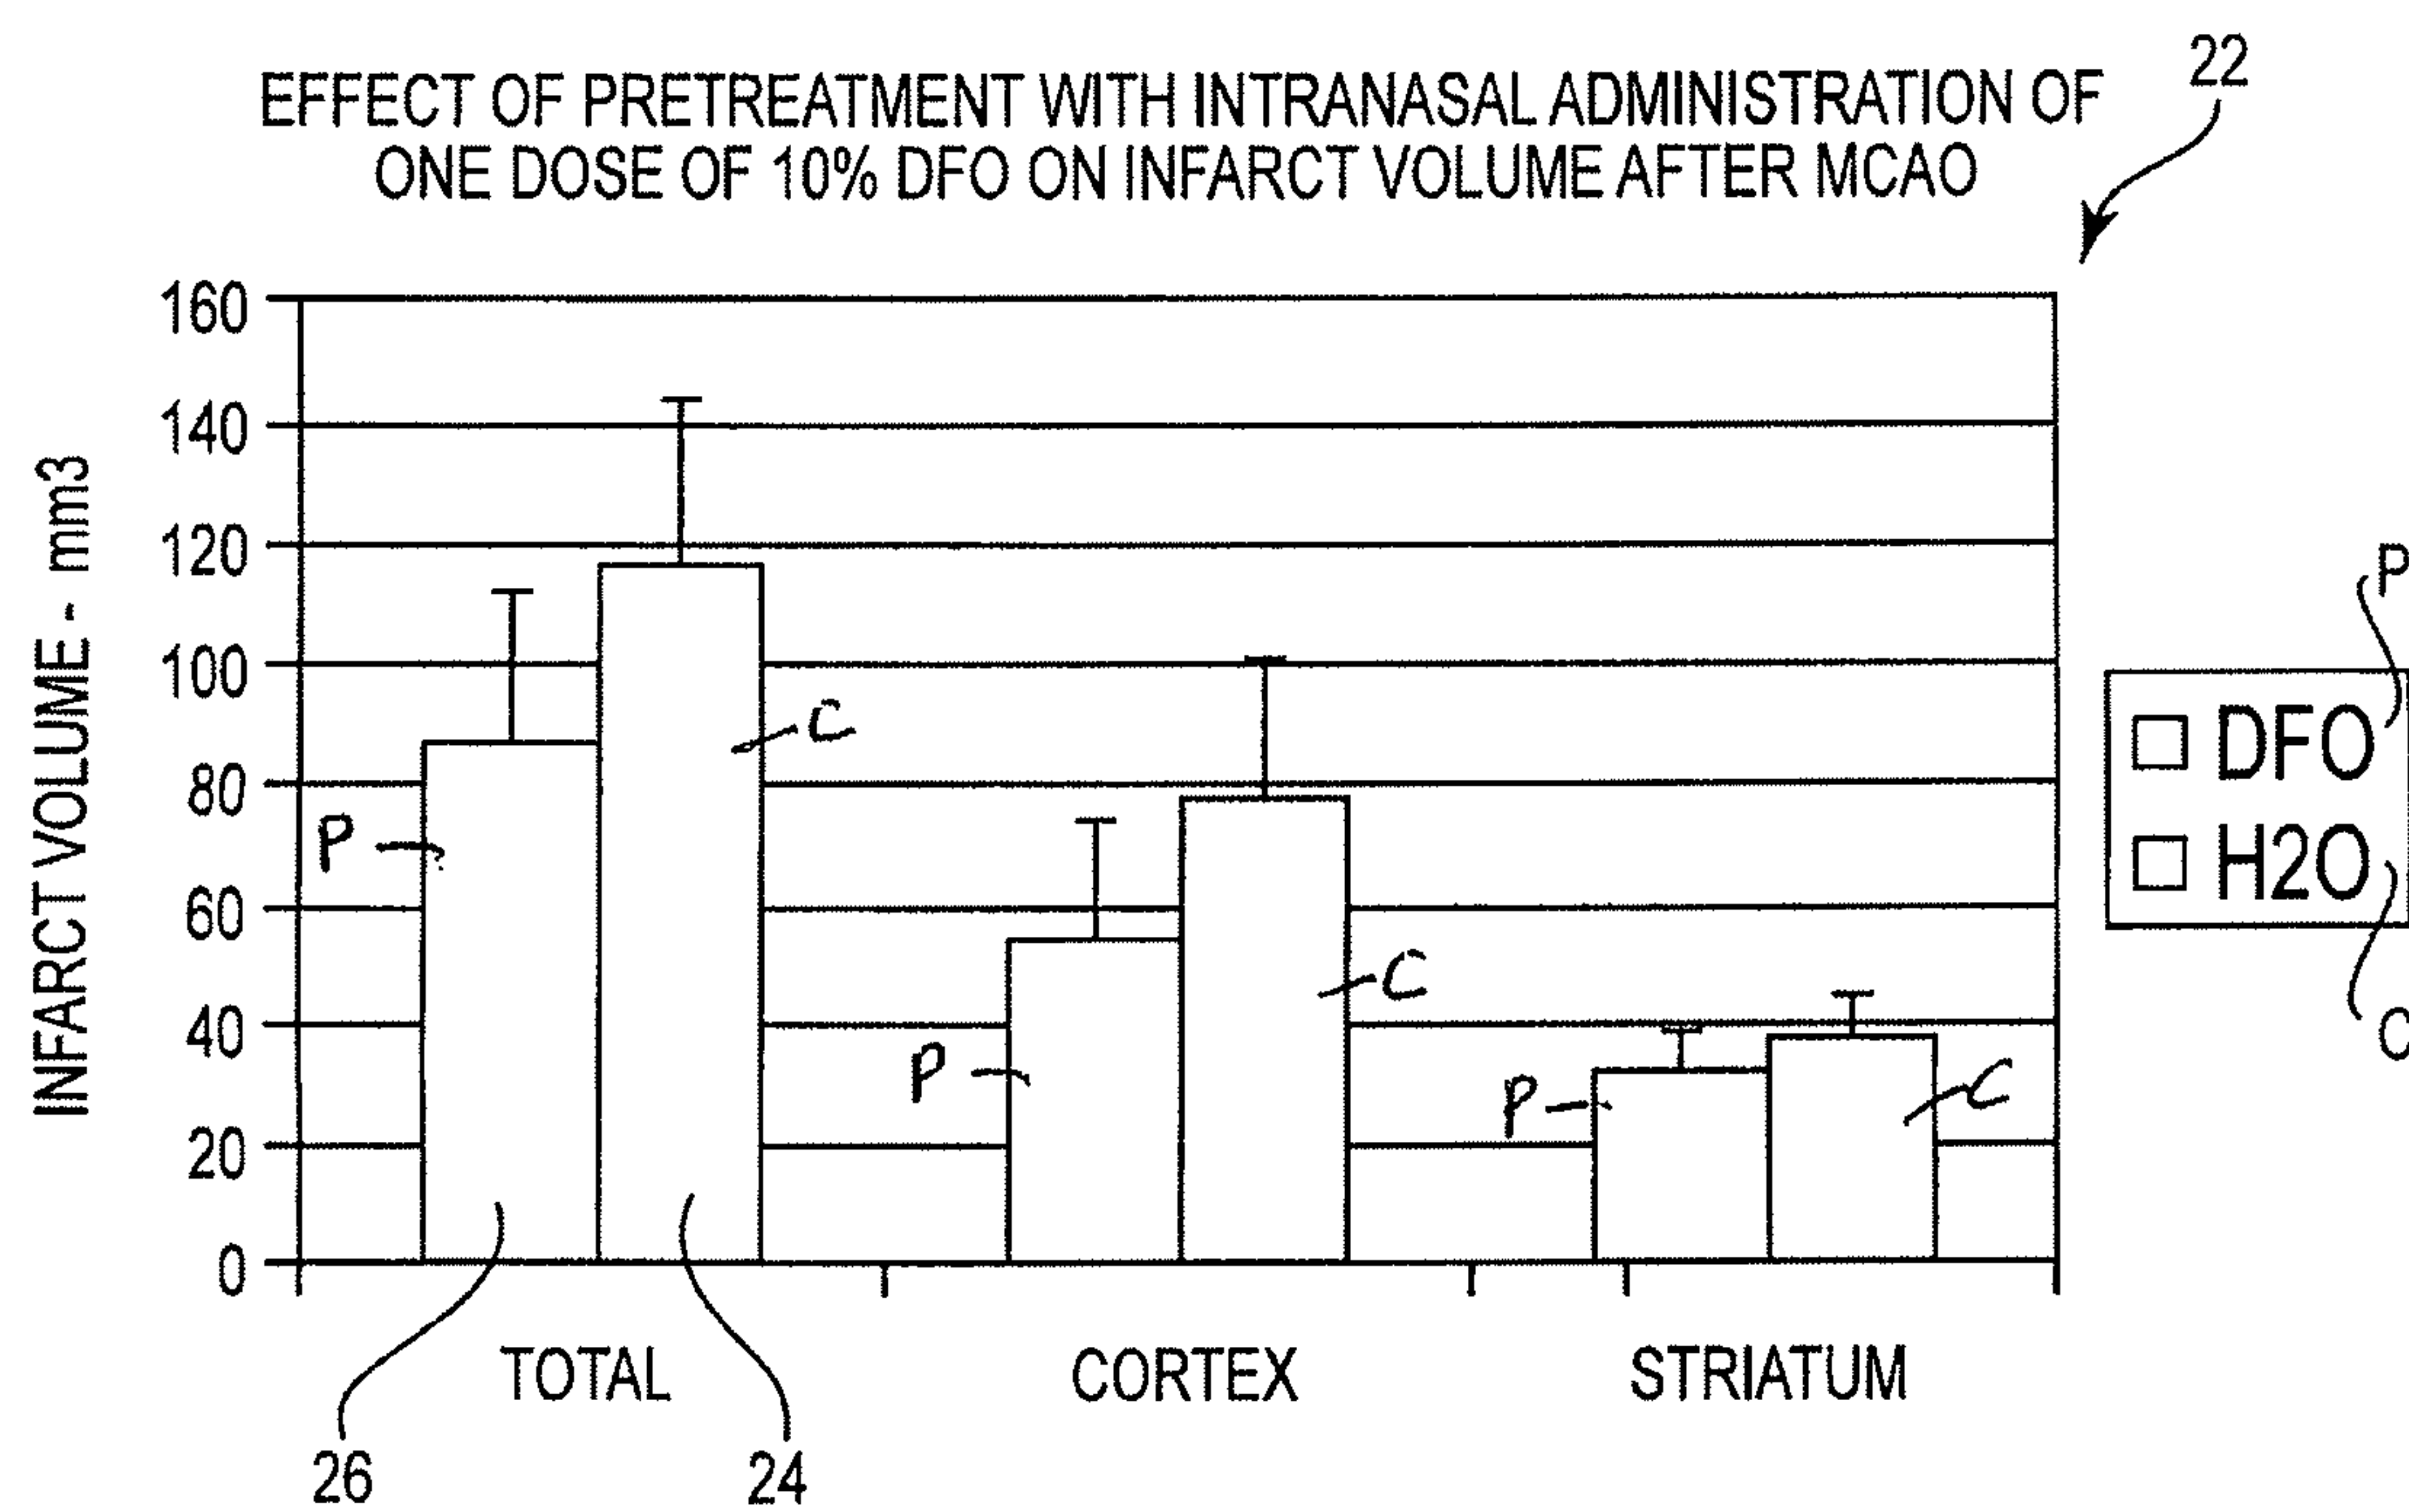 22
EFFECT OF PRETREATMENT WITH INTRANASAL ADMINISTRATION OF
ONE DOSE OF 10% DFO ON INFARCT VOLUME AFTER MCAO
INFARCT VOLUME - mm3
160
140
120
100
80
60
40
20
0
P
C
P
C
P
C
P
DFO
H2O
C
TOTAL
CORTEX
STRIATUM
26
24